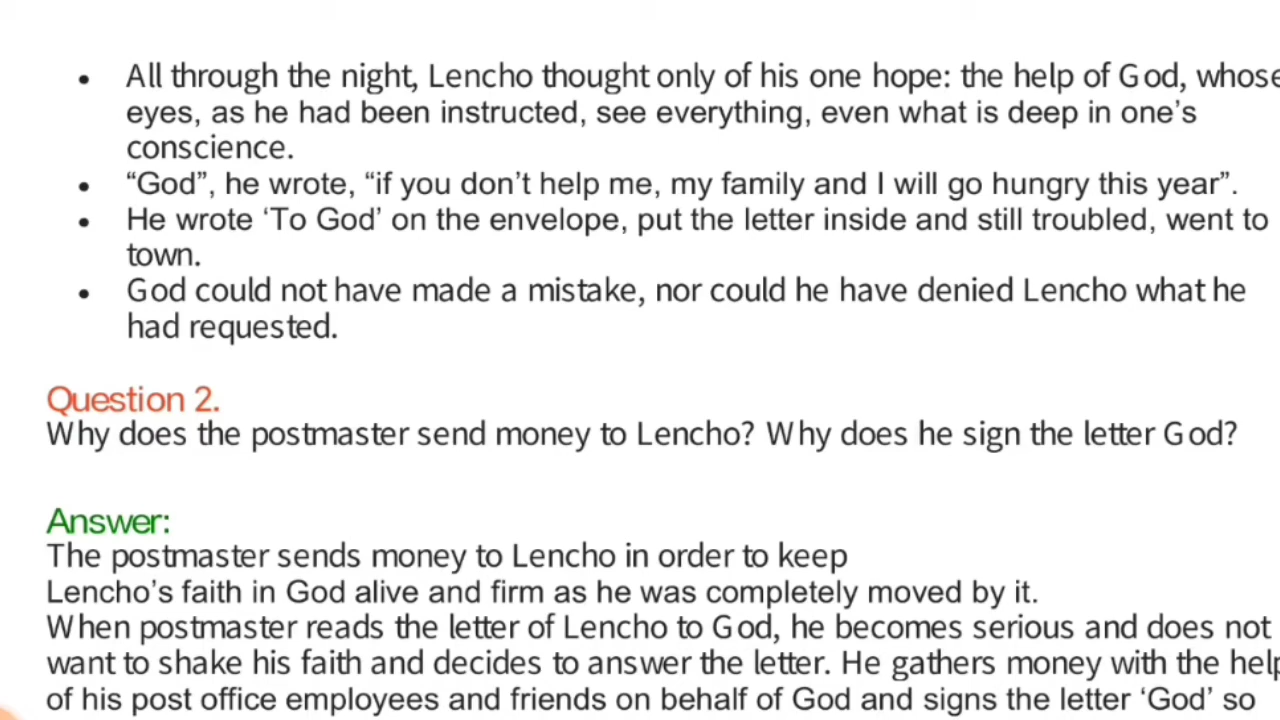 • All through the night, Lencho thought only of his one hope: the help of God, whose
eyes, as he had been instructed, see everything, even what is deep in one’s
conscience.
• “God”, he wrote, “if you don’t help me, my family and I will go hungry this year”.
• He wrote ‘To God’ on the envelope, put the letter inside and still troubled, went to
town.
• God could not have made a mistake, nor could he have denied Lencho what he
had requested.
Question 2.
Why does the postmaster send money to Lencho? Why does he sign the letter God?
Answer:
The postmaster sends money to Lencho in order to keep
Lencho’s faith in God alive and firm as he was completely moved by it.
When postmaster reads the letter of Lencho to God, he becomes serious and does not
want to shake his faith and decides to answer the letter. He gathers money with the help
of his post office employees and friends on behalf of God and signs the letter ‘God’ so